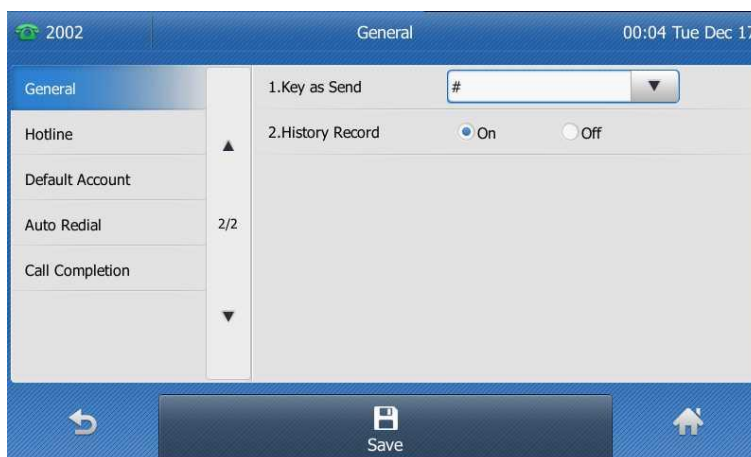 2002 General 00:04 Tue Dec 17
General
Hotline
Default Account
Auto Redial
Call Completion
2/2
1.Key as Send #
2.History Record On Off
Save